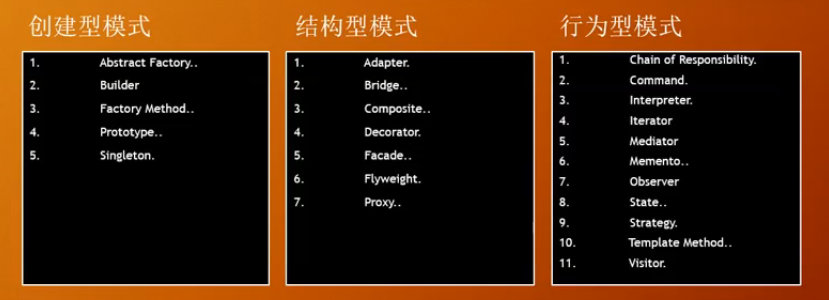 创建型模式
1. Abstract Factory..
2. Builder
3. Factory Method..
4. Prototype..
5. Singleton.
结构型模式
1. Adapter.
2. Bridge..
3. Composite..
4. Decorator.
5. Facade..
6. Flyweight.
7. Proxy..
行为型模式
1. Chain of Responsibility.
2. Command.
3. Interpreter.
4. Iterator
5. Mediator
6. Memento..
7. Observer
8. State..
9. Strategy.
10. Template Method..
11. Visitor.